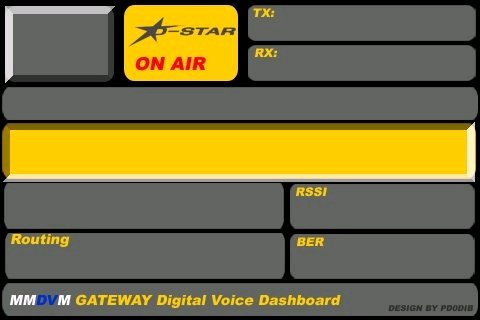 TX:
D-STAR
ON AIR
RX:
RSSI
Routing
BER
MMDVM GATEWAY Digital Voice Dashboard
DESIGN BY PD0DIB